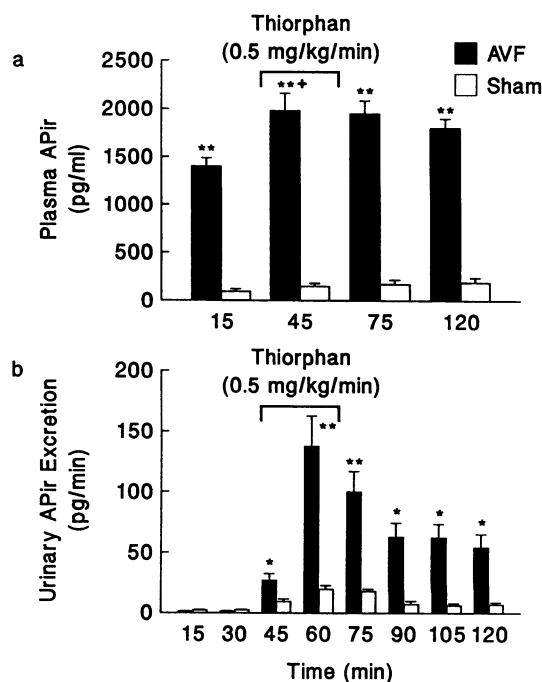 Thiorphan
(0.5 mg/kg/min)
a
AVF
Sham
2500
2000
1500
1000
500
0
Plasma APir
(pg/ml)
**
**+
**
**
15 45 75 120
b
Thiorphan
(0.5 mg/kg/min)
200
150
100
50
0
Urinary APir Excretion
(pg/min)
*
**
**
*
*
*
15 30 45 60 75 90 105 120
Time (min)